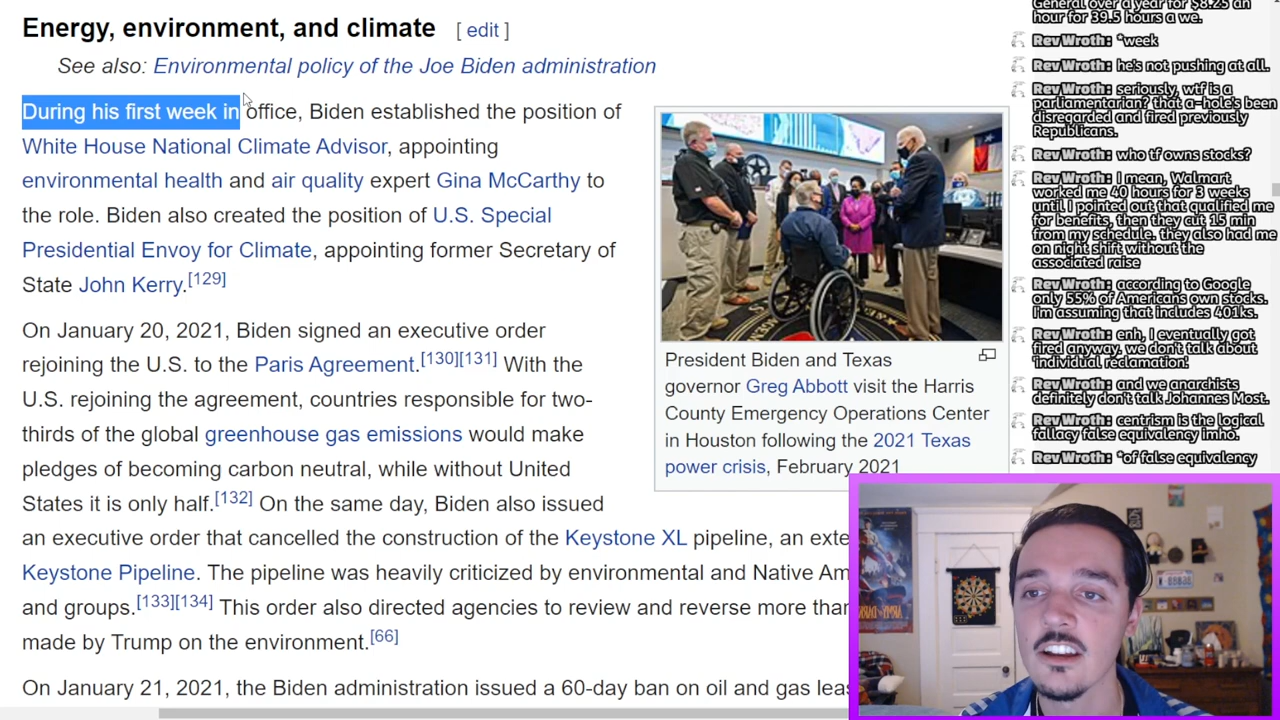 Energy, environment, and climate [ edit ]
See also: Environmental policy of the Joe Biden administration
During his first week in office, Biden established the position of
White House National Climate Advisor, appointing
environmental health and air quality expert Gina McCarthy to
the role. Biden also created the position of U.S. Special
Presidential Envoy for Climate, appointing former Secretary of
State John Kerry.[129]
On January 20, 2021, Biden signed an executive order
rejoining the U.S. to the Paris Agreement.[130][131] With the
U.S. rejoining the agreement, countries responsible for two-
thirds of the global greenhouse gas emissions would make
pledges of becoming carbon neutral, while without United
States it is only half.[132] On the same day, Biden also issued
an executive order that cancelled the construction of the Keystone XL pipeline, an exte
Keystone Pipeline. The pipeline was heavily criticized by environmental and Native Am
and groups.[133][134] This order also directed agencies to review and reverse more than
made by Trump on the environment.[66]
On January 21, 2021, the Biden administration issued a 60-day ban on oil and gas leas
President Biden and Texas
governor Greg Abbott visit the Harris
County Emergency Operations Center
in Houston following the 2021 Texas
power crisis, February 2021
General over a year for $8.25 an
hour for 39.5 hours a we.
RevWroth: *week
RevWroth: he's not pushing at all.
RevWroth: seriously, wtf is a
parliamentarian? that a-hole's been
disregarded and fired previously
Republicans.
RevWroth: who tf owns stocks?
RevWroth: I mean, Walmart
worked me 40 hours for 3 weeks
until I pointed out that qualified me
for benefits, then they cut 15 min
from my schedule. they also had me
on night shift without the
associated raise
RevWroth: according to Google
only 55% of Americans own stocks.
I'm assuming that includes 401ks.
RevWroth: enh, I eventually got
fired anyway. we don't talk about
'individual reclamation'
RevWroth: and we anarchists
definitely don't talk Johannes Most.
RevWroth: centrism is the logical
fallacy false equivalency imho.
RevWroth: *of false equivalency